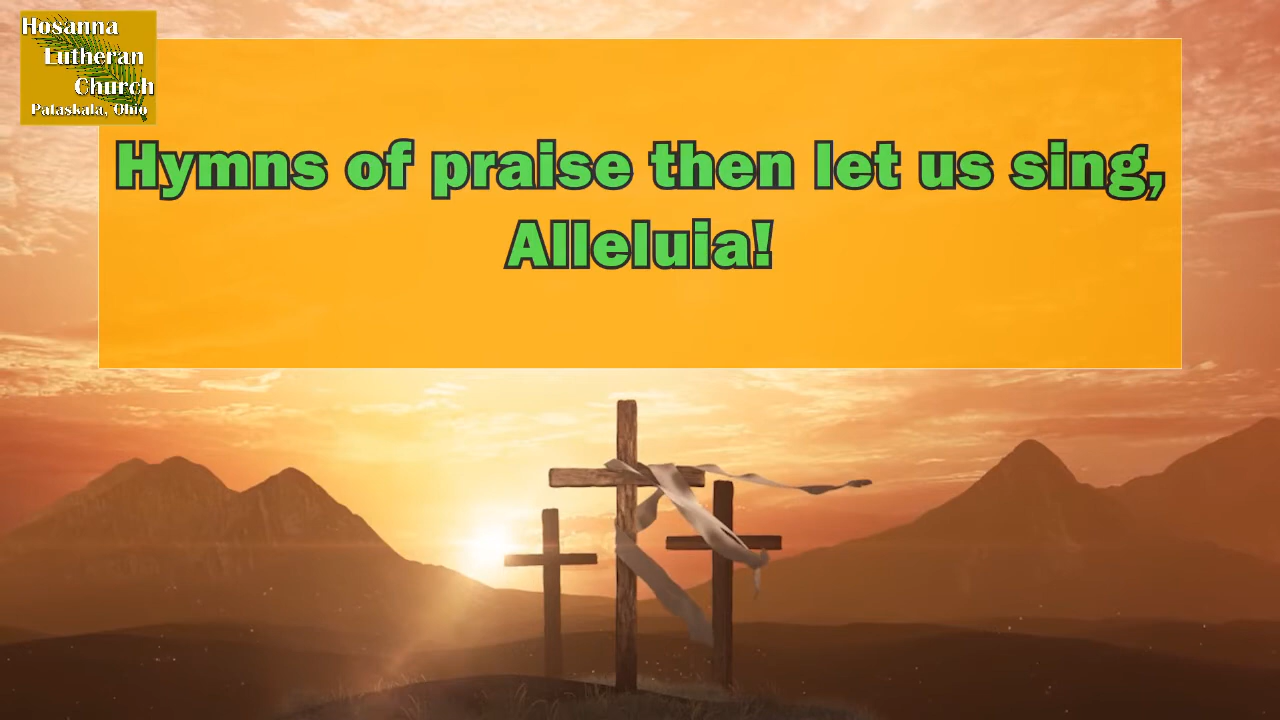 Hosanna
Lutheran
Church
Pataskala, Ohio
Hymns of praise then let us sing,
Alleluia!